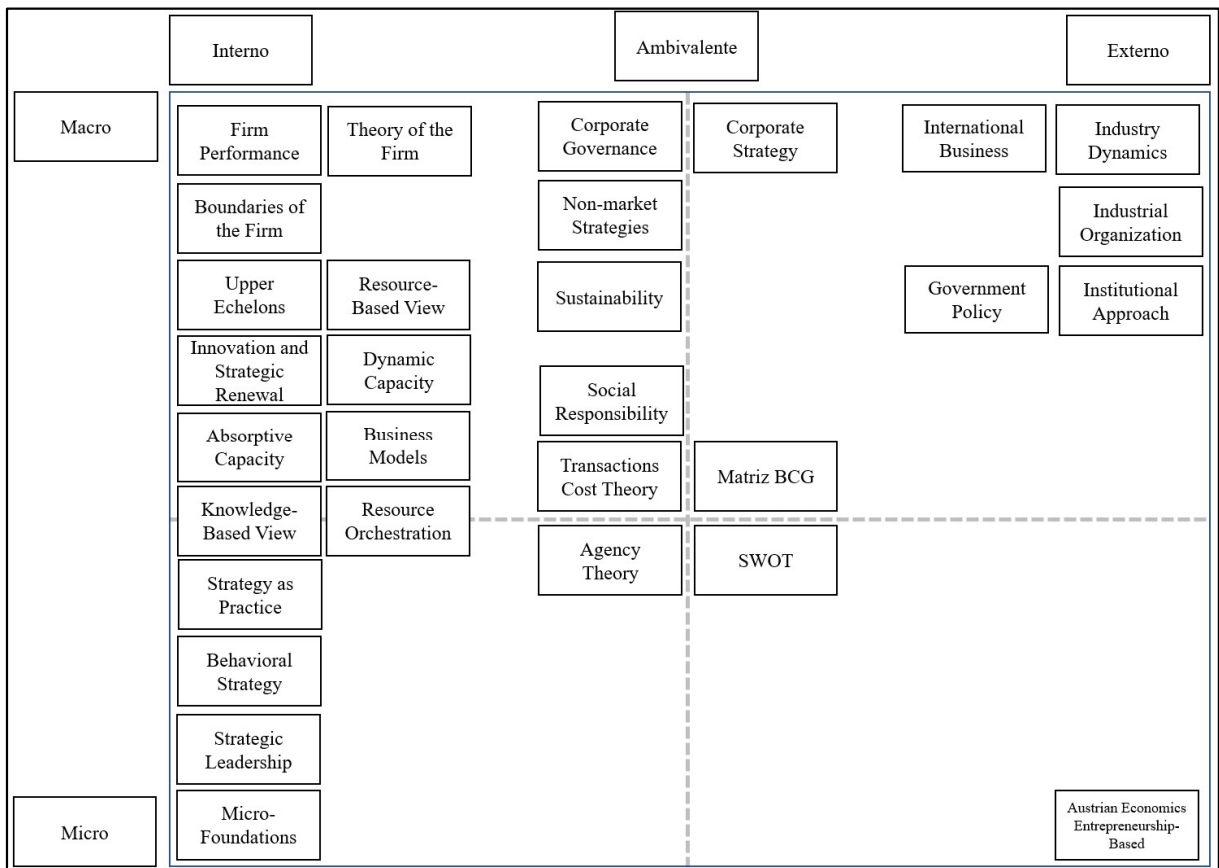 Interno
Ambivalente
Externo
Macro
Firm
Performance
Theory of the
Firm
Corporate
Governance
Corporate
Strategy
International
Business
Industry
Dynamics
Boundaries of
the Firm
Non-market
Strategies
Industrial
Organization
Upper
Echelons
Resource-
Based View
Sustainability
Government
Policy
Institutional
Approach
Innovation and
Strategic
Renewal
Dynamic
Capacity
Social
Responsibility
Absorptive
Capacity
Business
Models
Transactions
Cost Theory
Matriz BCG
Knowledge-
Based View
Resource
Orchestration
Agency
Theory
SWOT
Strategy as
Practice
Behavioral
Strategy
Strategic
Leadership
Micro
Micro-
Foundations
Austrian Economics
Entrepreneurship-
Based